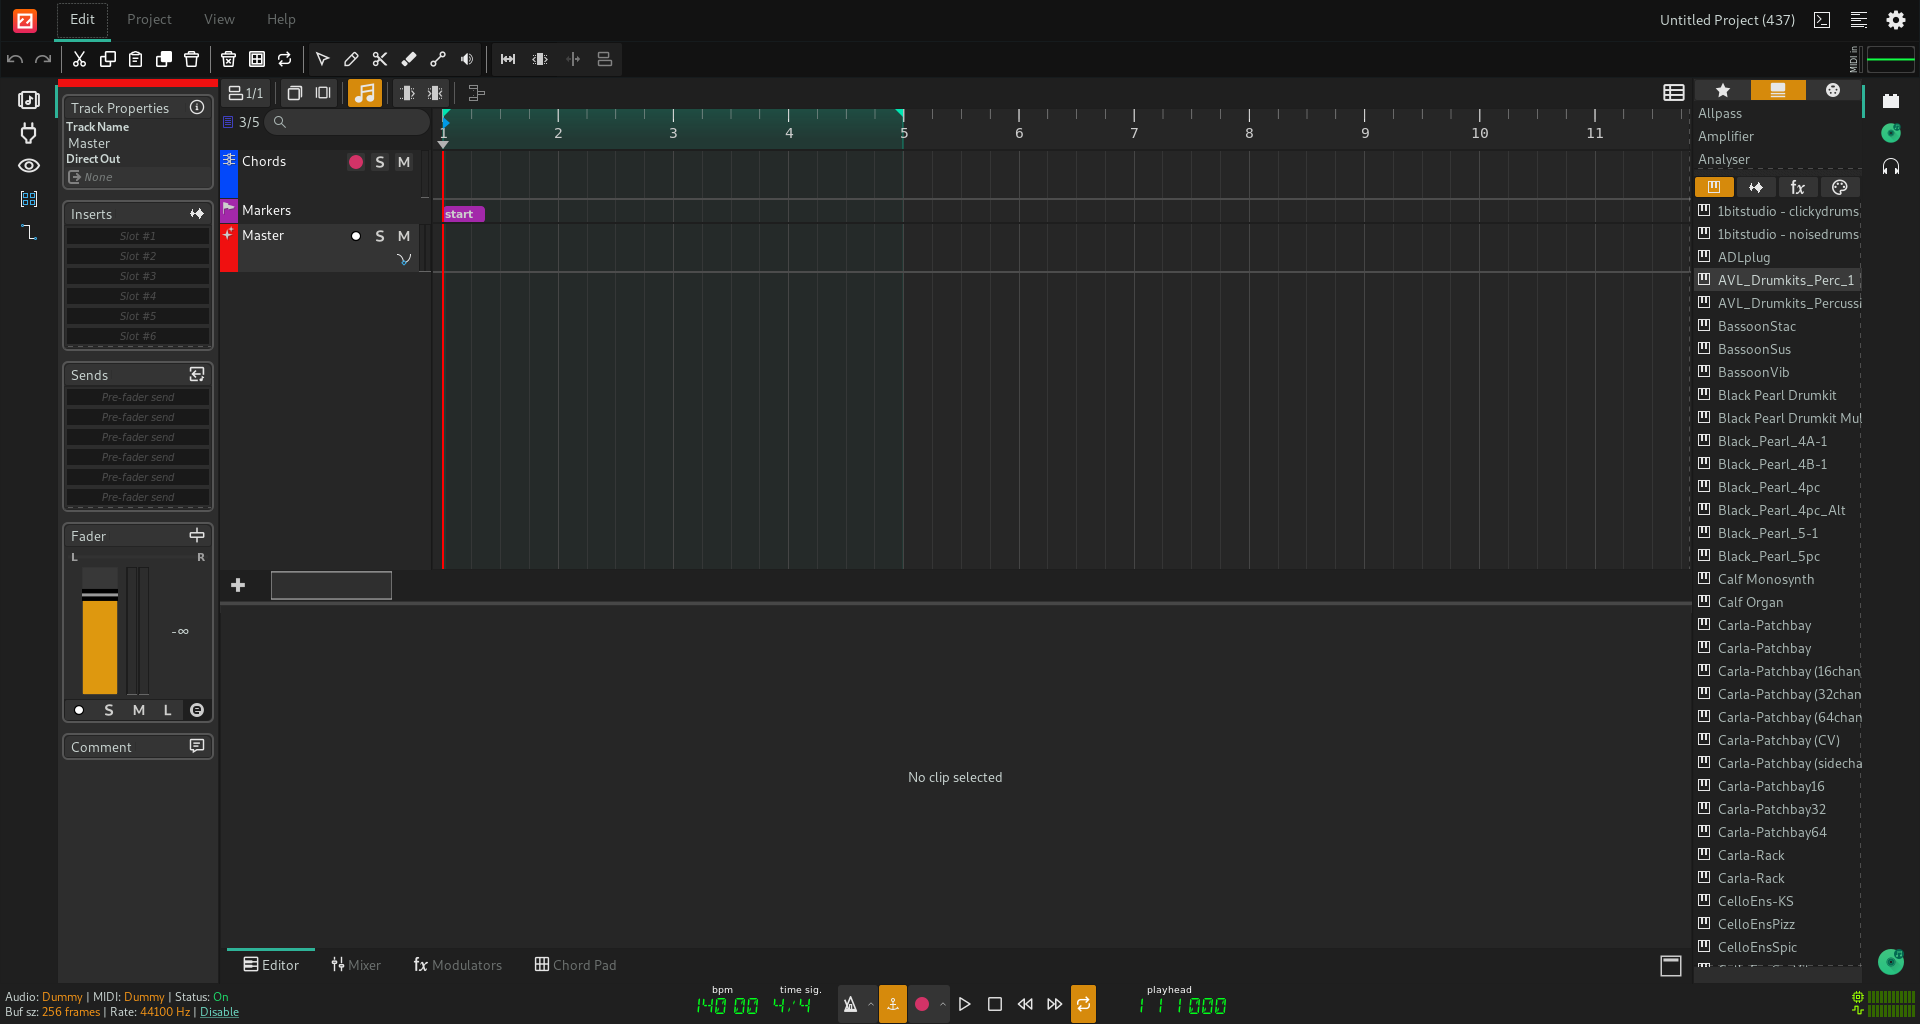 Edit
Project
View
Help
Untitled Project (437)
MIDI in
Track Properties
Track Name
Master
Direct Out
None
Inserts
Slot #1
Slot #2
Slot #3
Slot #4
Slot #5
Slot #6
Sends
Pre-fader send
Pre-fader send
Pre-fader send
Pre-fader send
Pre-fader send
Pre-fader send
Fader
L R
-∞
S M L
Comment
1/1
3/5
1 2 3 4 5 6 7 8 9 10 11
Chords
S M
Markers
start
Master
S M
No clip selected
Editor
Mixer
fx Modulators
Chord Pad
Allpass
Amplifier
Analyser
fx
1bitstudio - clickydrums
1bitstudio - noisedrums
ADLplug
AVL_Drumkits_Perc_1
AVL_Drumkits_Percussi
BassoonStac
BassoonSus
BassoonVib
Black Pearl Drumkit
Black Pearl Drumkit Mul
Black_Pearl_4A-1
Black_Pearl_4B-1
Black_Pearl_4pc
Black_Pearl_4pc_Alt
Black_Pearl_5-1
Black_Pearl_5pc
Calf Monosynth
Calf Organ
Carla-Patchbay
Carla-Patchbay
Carla-Patchbay (16chan
Carla-Patchbay (32chan
Carla-Patchbay (64chan
Carla-Patchbay (CV)
Carla-Patchbay (sidecha
Carla-Patchbay16
Carla-Patchbay32
Carla-Patchbay64
Carla-Rack
Carla-Rack
CelloEns-KS
CelloEnsPizz
CelloEnsSpic
Audio: Dummy | MIDI: Dummy | Status: On
Buf sz: 256 frames | Rate: 44100 Hz | Disable
bpm
140 00
time sig.
4/4
playhead
1 1 1 000